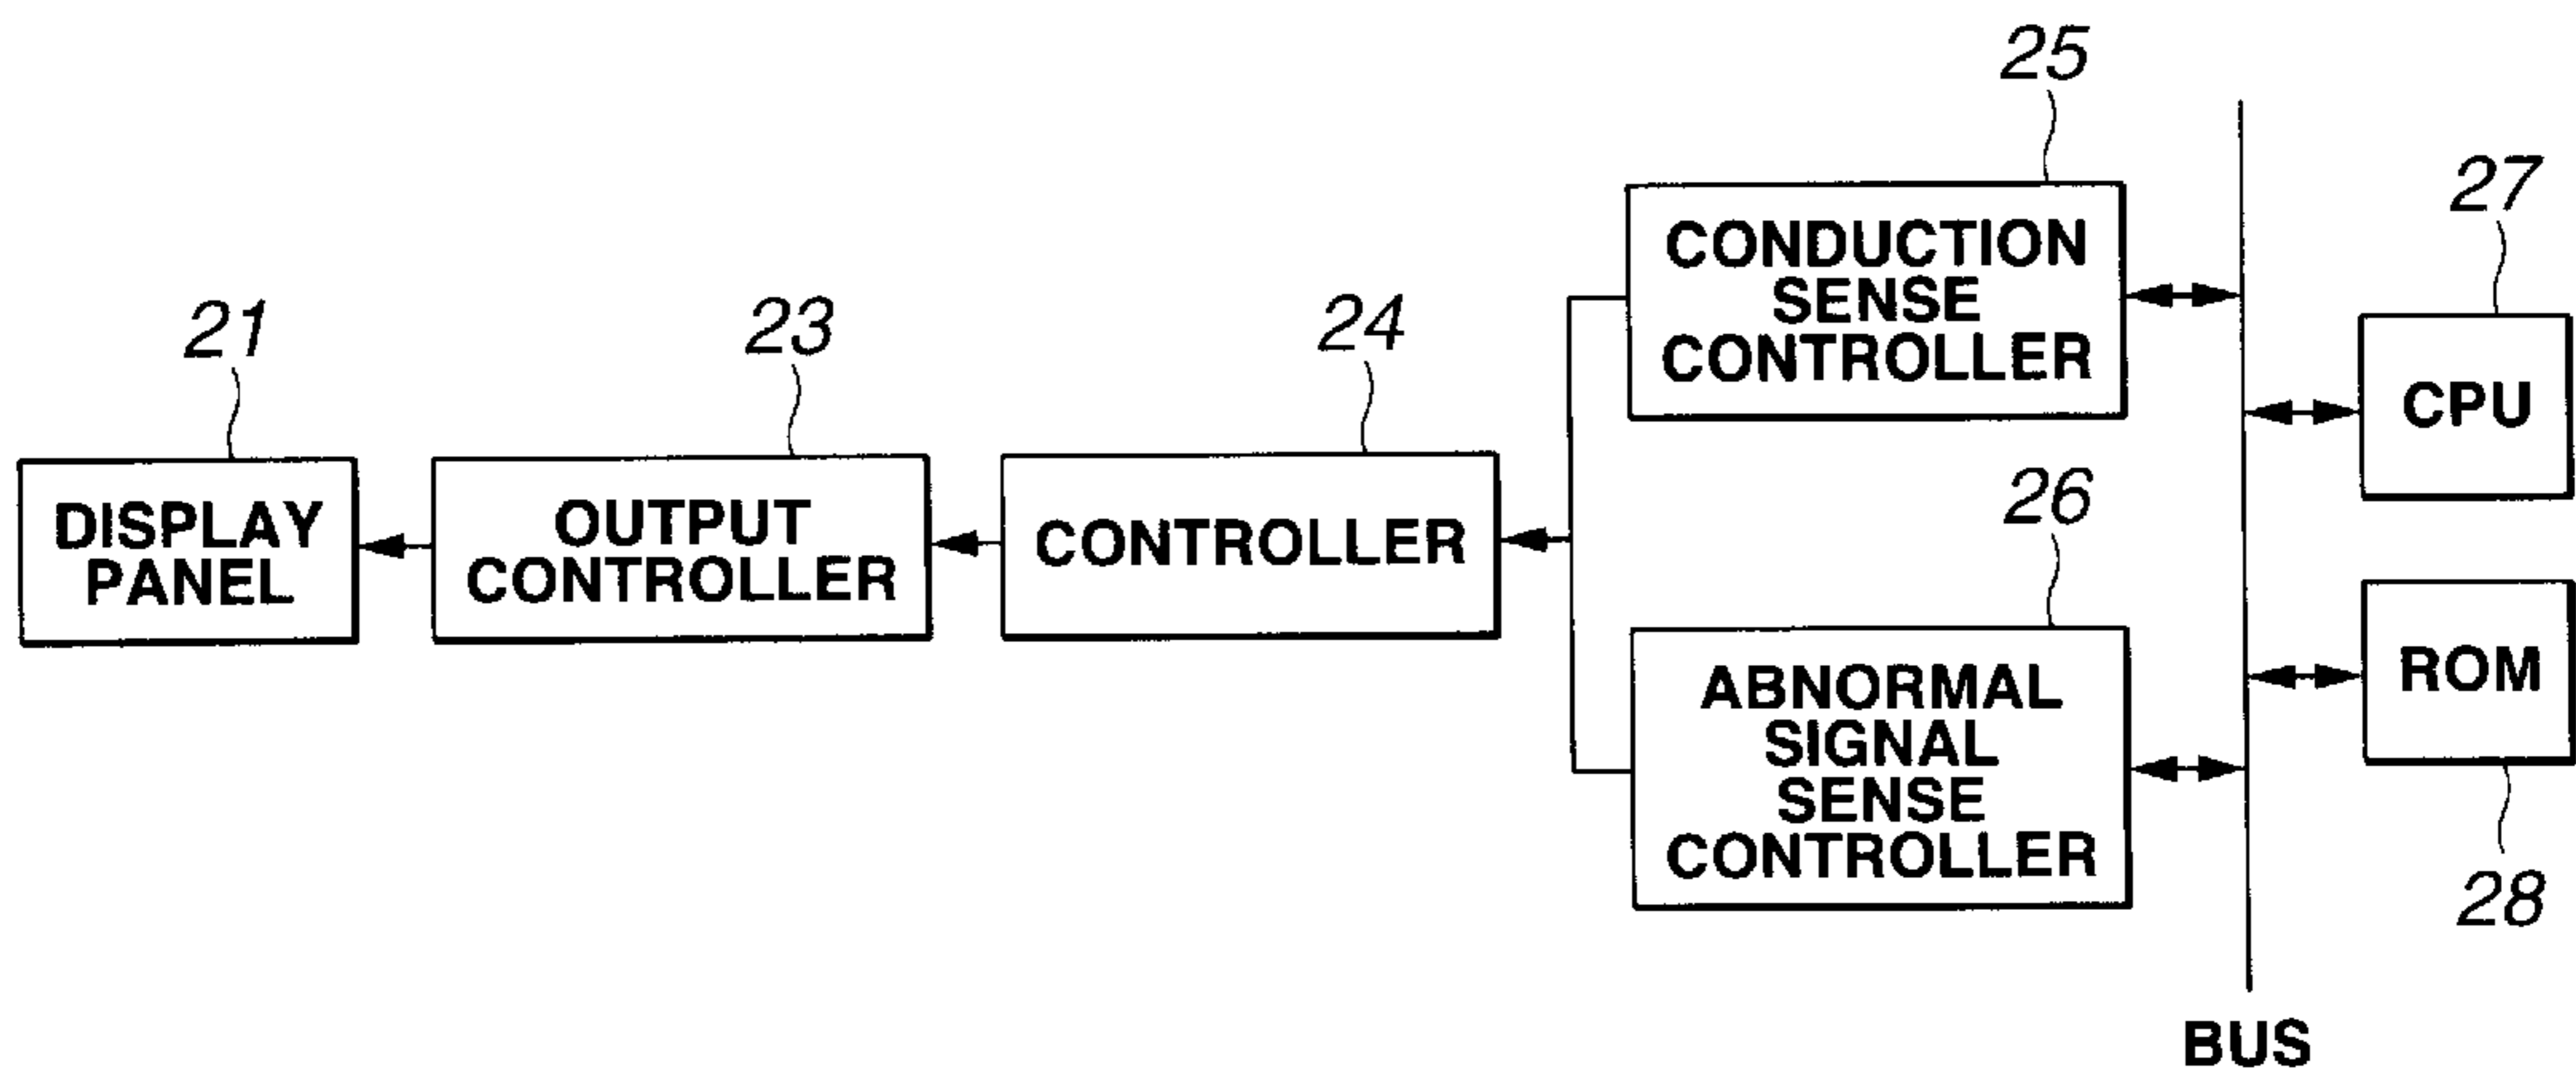 25
27
21
23
24
CONDUCTION
SENSE
CONTROLLER
CPU
26
DISPLAY
PANEL
OUTPUT
CONTROLLER
CONTROLLER
ABNORMAL
SIGNAL
SENSE
CONTROLLER
ROM
28
BUS